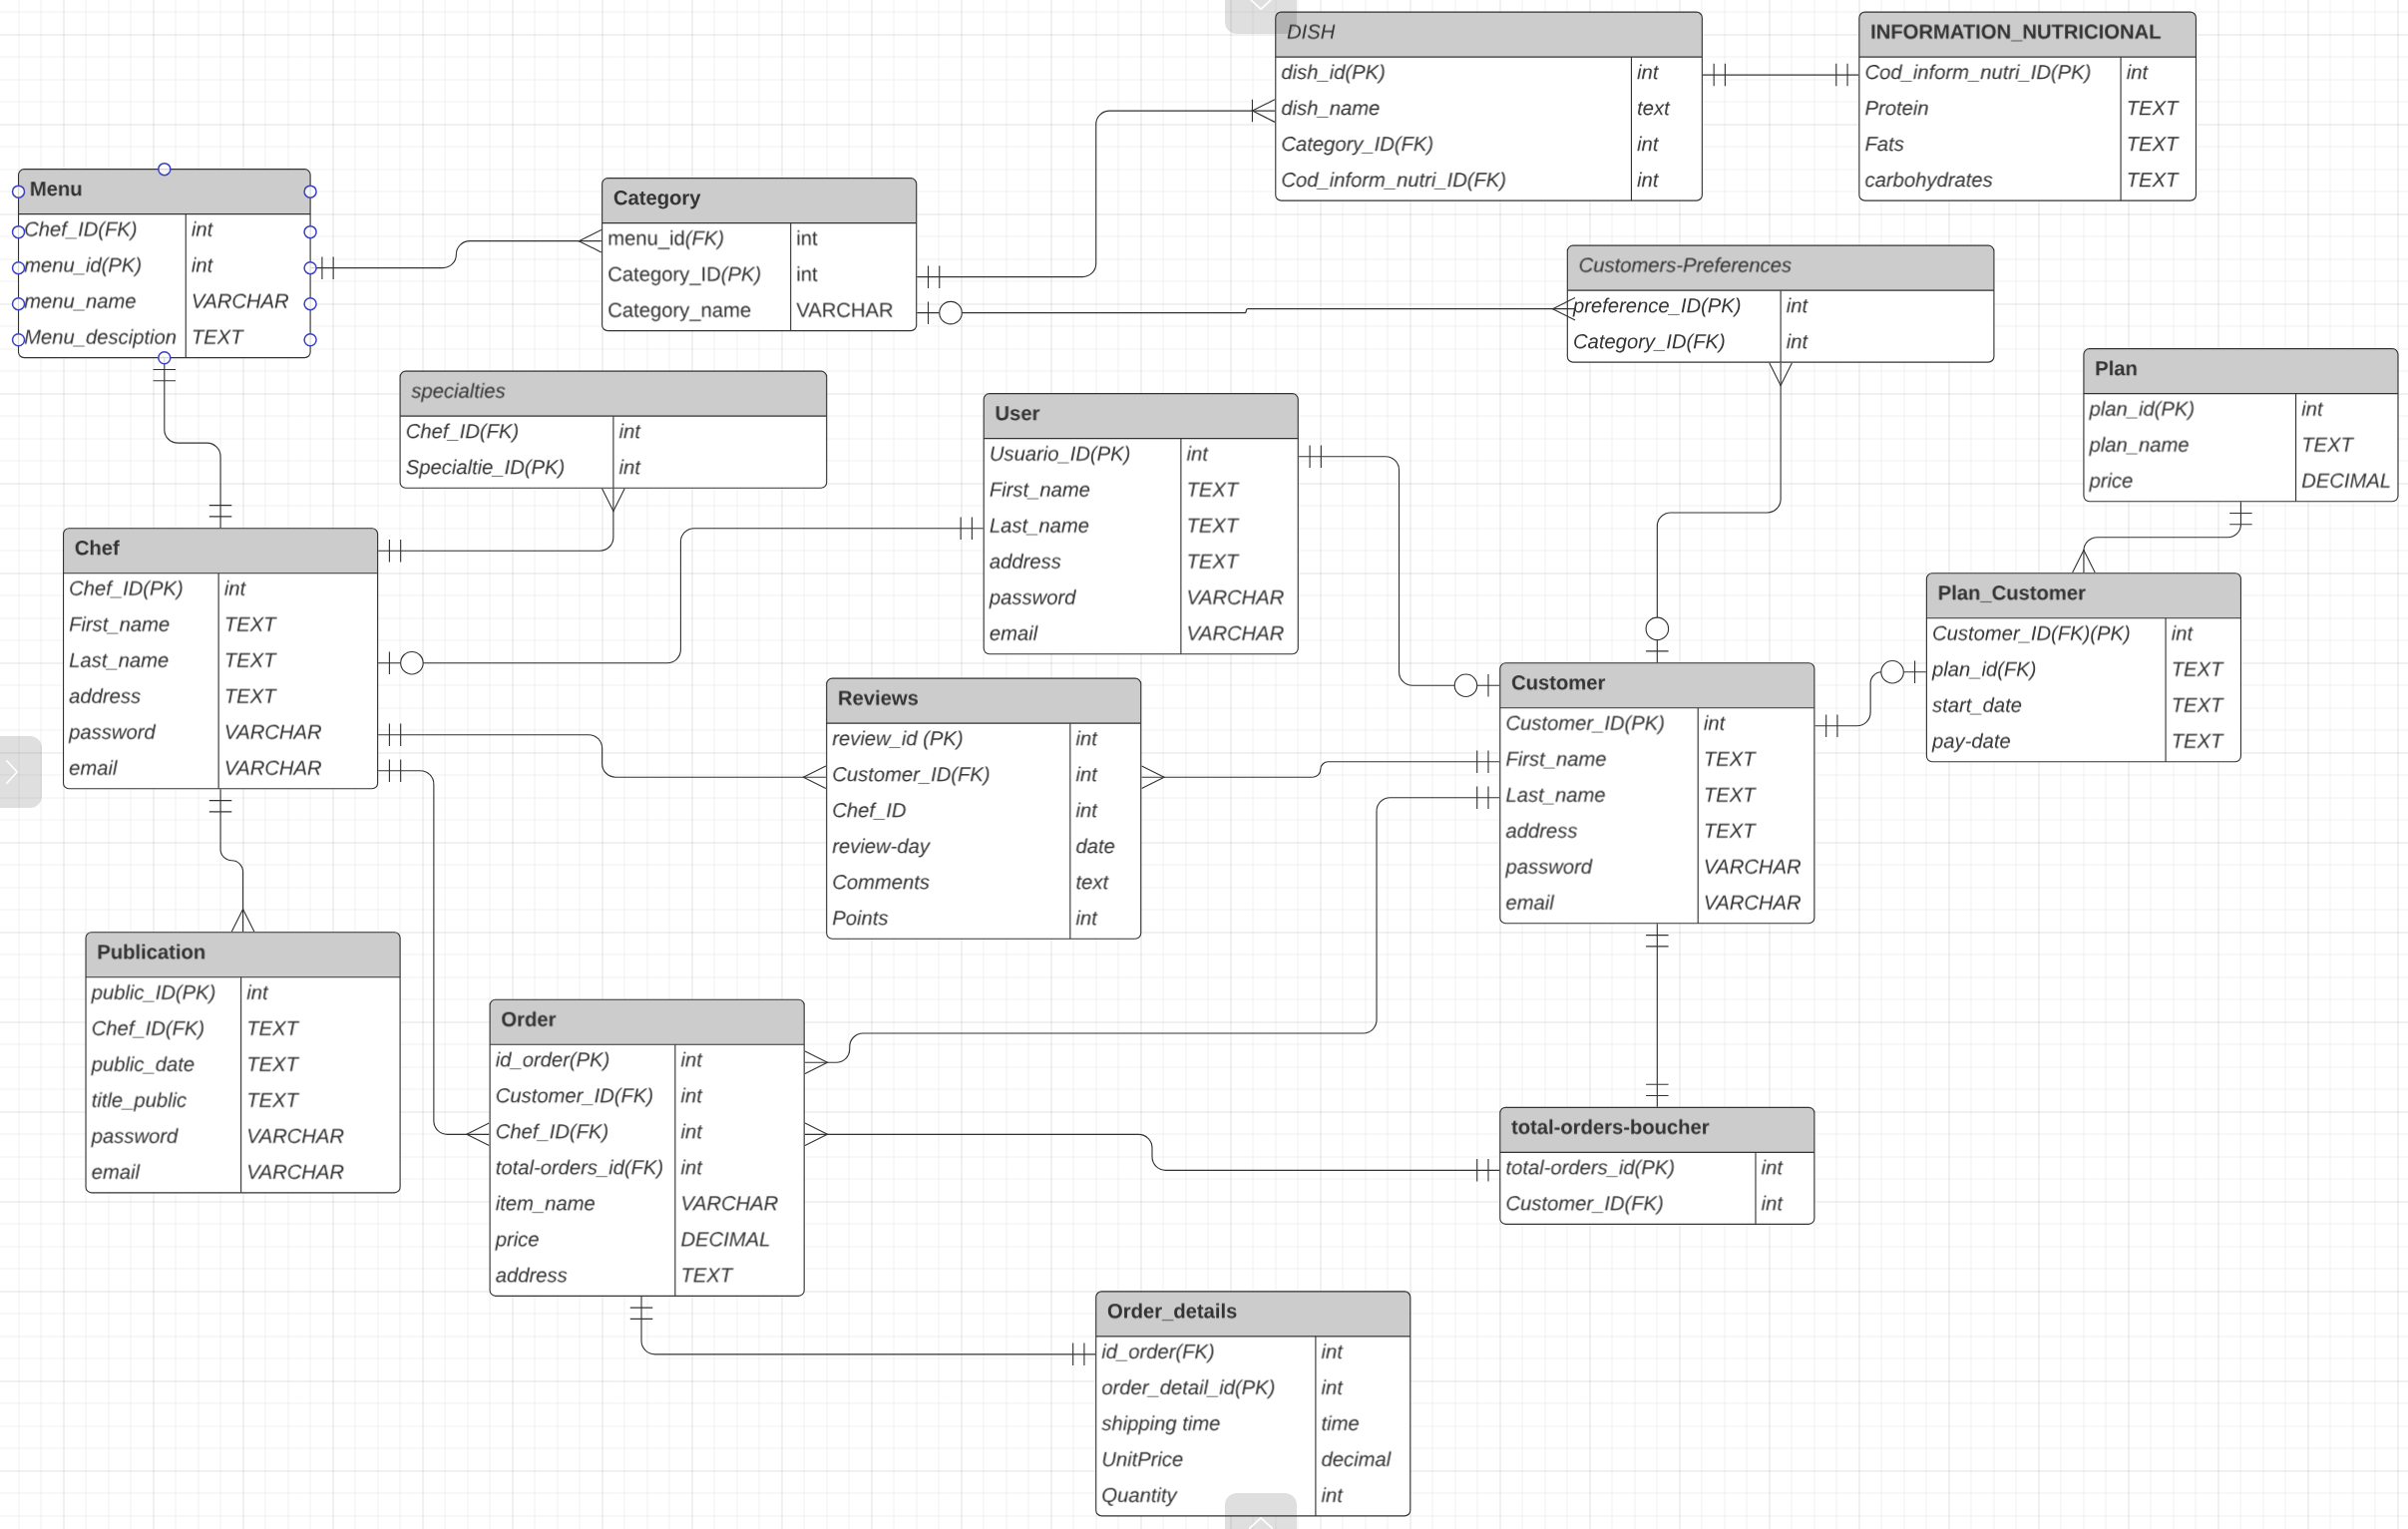 DISH
dish_id(PK) int
dish_name text
Category_ID(FK) int
Cod_inform_nutri_ID(FK) int
INFORMATION_NUTRICIONAL
Cod_inform_nutri_ID(PK) int
Protein TEXT
Fats TEXT
carbohydrates TEXT
Menu
Chef_ID(FK) int
menu_id(PK) int
menu_name VARCHAR
Menu_desciption TEXT
Category
menu_id(FK) int
Category_ID(PK) int
Category_name VARCHAR
Customers-Preferences
preference_ID(PK) int
Category_ID(FK) int
Plan
plan_id(PK) int
plan_name TEXT
price DECIMAL
specialties
Chef_ID(FK) int
Specialtie_ID(PK) int
User
Usuario_ID(PK) int
First_name TEXT
Last_name TEXT
address TEXT
password VARCHAR
email VARCHAR
Chef
Chef_ID(PK) int
First_name TEXT
Last_name TEXT
address TEXT
password VARCHAR
email VARCHAR
Plan_Customer
Customer_ID(FK)(PK) int
plan_id(FK) TEXT
start_date TEXT
pay-date TEXT
Reviews
review_id (PK) int
Customer_ID(FK) int
Chef_ID int
review-day date
Comments text
Points int
Customer
Customer_ID(PK) int
First_name TEXT
Last_name TEXT
address TEXT
password VARCHAR
email VARCHAR
Publication
public_ID(PK) int
Chef_ID(FK) TEXT
public_date TEXT
title_public TEXT
password VARCHAR
email VARCHAR
Order
id_order(PK) int
Customer_ID(FK) int
Chef_ID(FK) int
total-orders_id(FK) int
item_name VARCHAR
price DECIMAL
address TEXT
total-orders-boucher
total-orders_id(PK) int
Customer_ID(FK) int
Order_details
id_order(FK) int
order_detail_id(PK) int
shipping time time
UnitPrice decimal
Quantity int